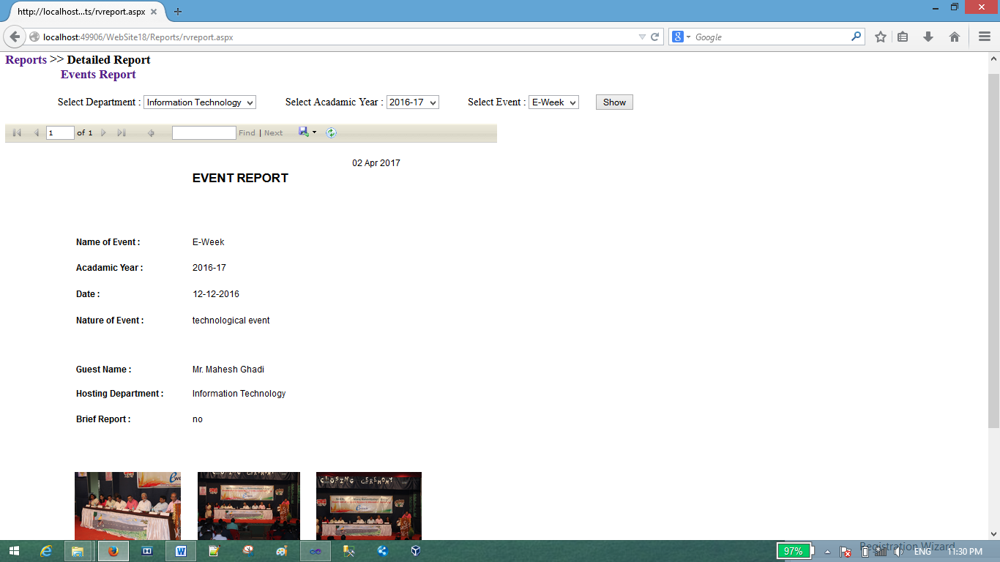 http://localhost...ts/rvreport.aspx
localhost:49906/WebSite18/Reports/rvreport.aspx
Google
Reports >> Detailed Report
Events Report
Select Department : Information Technology Select Acadamic Year : 2016-17 Select Event : E-Week Show
1 of 1 Find | Next
02 Apr 2017
EVENT REPORT
Name of Event : E-Week
Acadamic Year : 2016-17
Date : 12-12-2016
Nature of Event : technological event
Guest Name : Mr. Mahesh Ghadi
Hosting Department : Information Technology
Brief Report : no
CLOSING CEREMONY
CLOSING CEREMONY
97% Registration Wizard ENG 11:30 PM